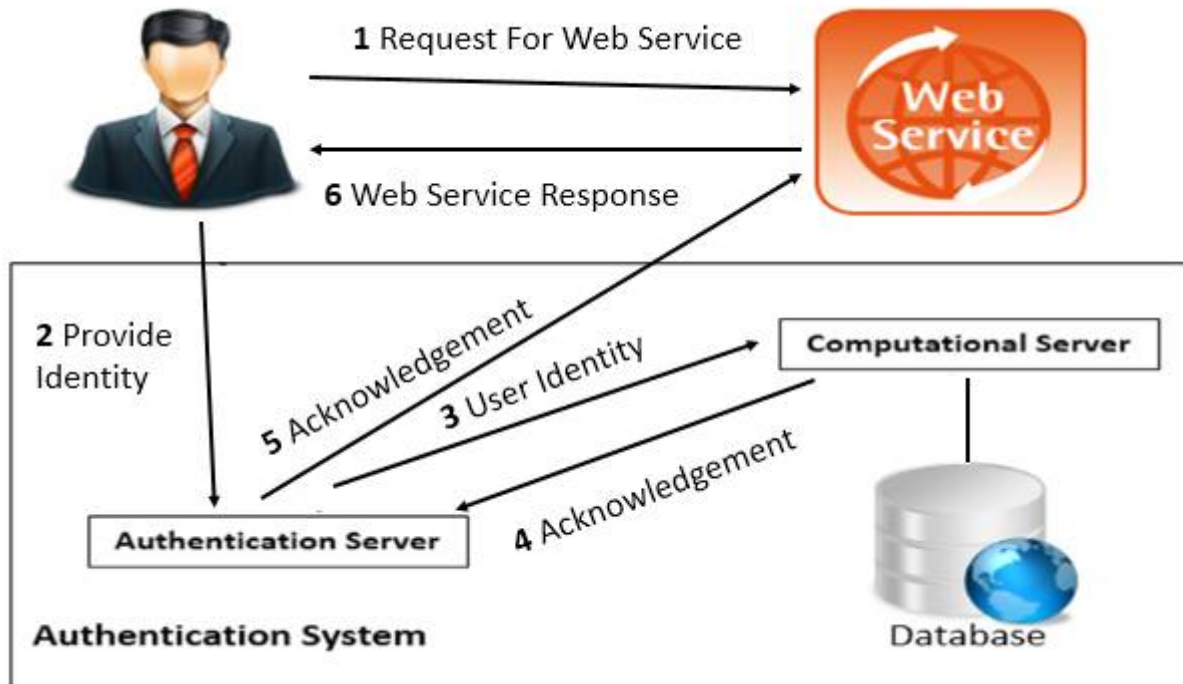 1 Request For Web Service
Web
Service
6 Web Service Response
2 Provide
Identity
5 Acknowledgement
3 User Identity
Computational Server
4 Acknowledgement
Authentication Server
Authentication System
Database